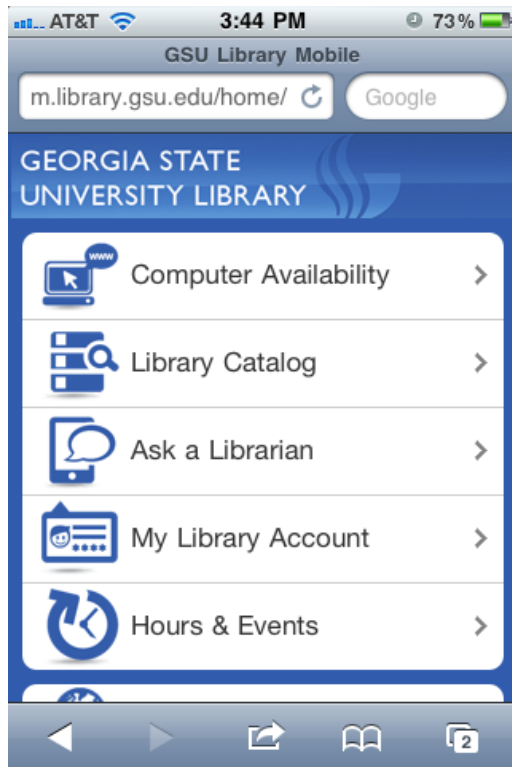 AT&T 3:44 PM 73%
GSU Library Mobile
m.library.gsu.edu/home/ Google
GEORGIA STATE
UNIVERSITY LIBRARY
www
Computer Availability
Library Catalog
Ask a Librarian
My Library Account
Hours & Events
2